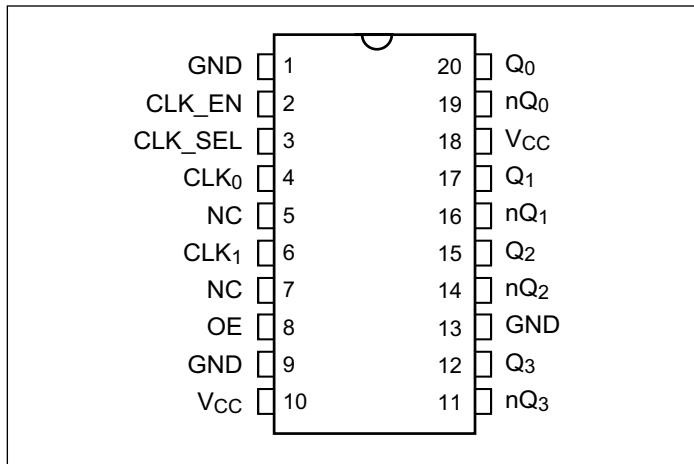 GND 1 20 Q0
CLK_EN 2 19 nQ0
CLK_SEL 3 18 VCC
CLK0 4 17 Q1
NC 5 16 nQ1
CLK1 6 15 Q2
NC 7 14 nQ2
OE 8 13 GND
GND 9 12 Q3
VCC 10 11 nQ3